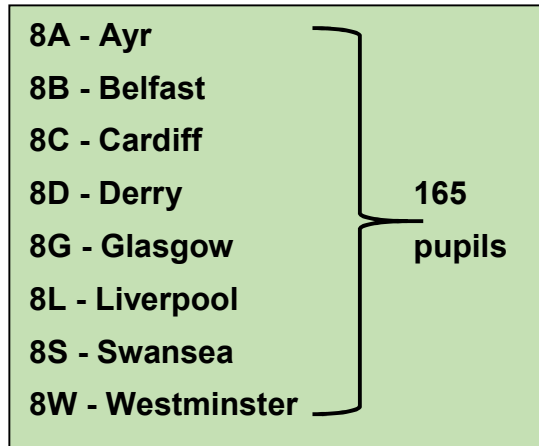 8A - Ayr
8B - Belfast
8C - Cardiff
8D - Derry
8G - Glasgow
8L - Liverpool
8S - Swansea
8W - Westminster
165
pupils